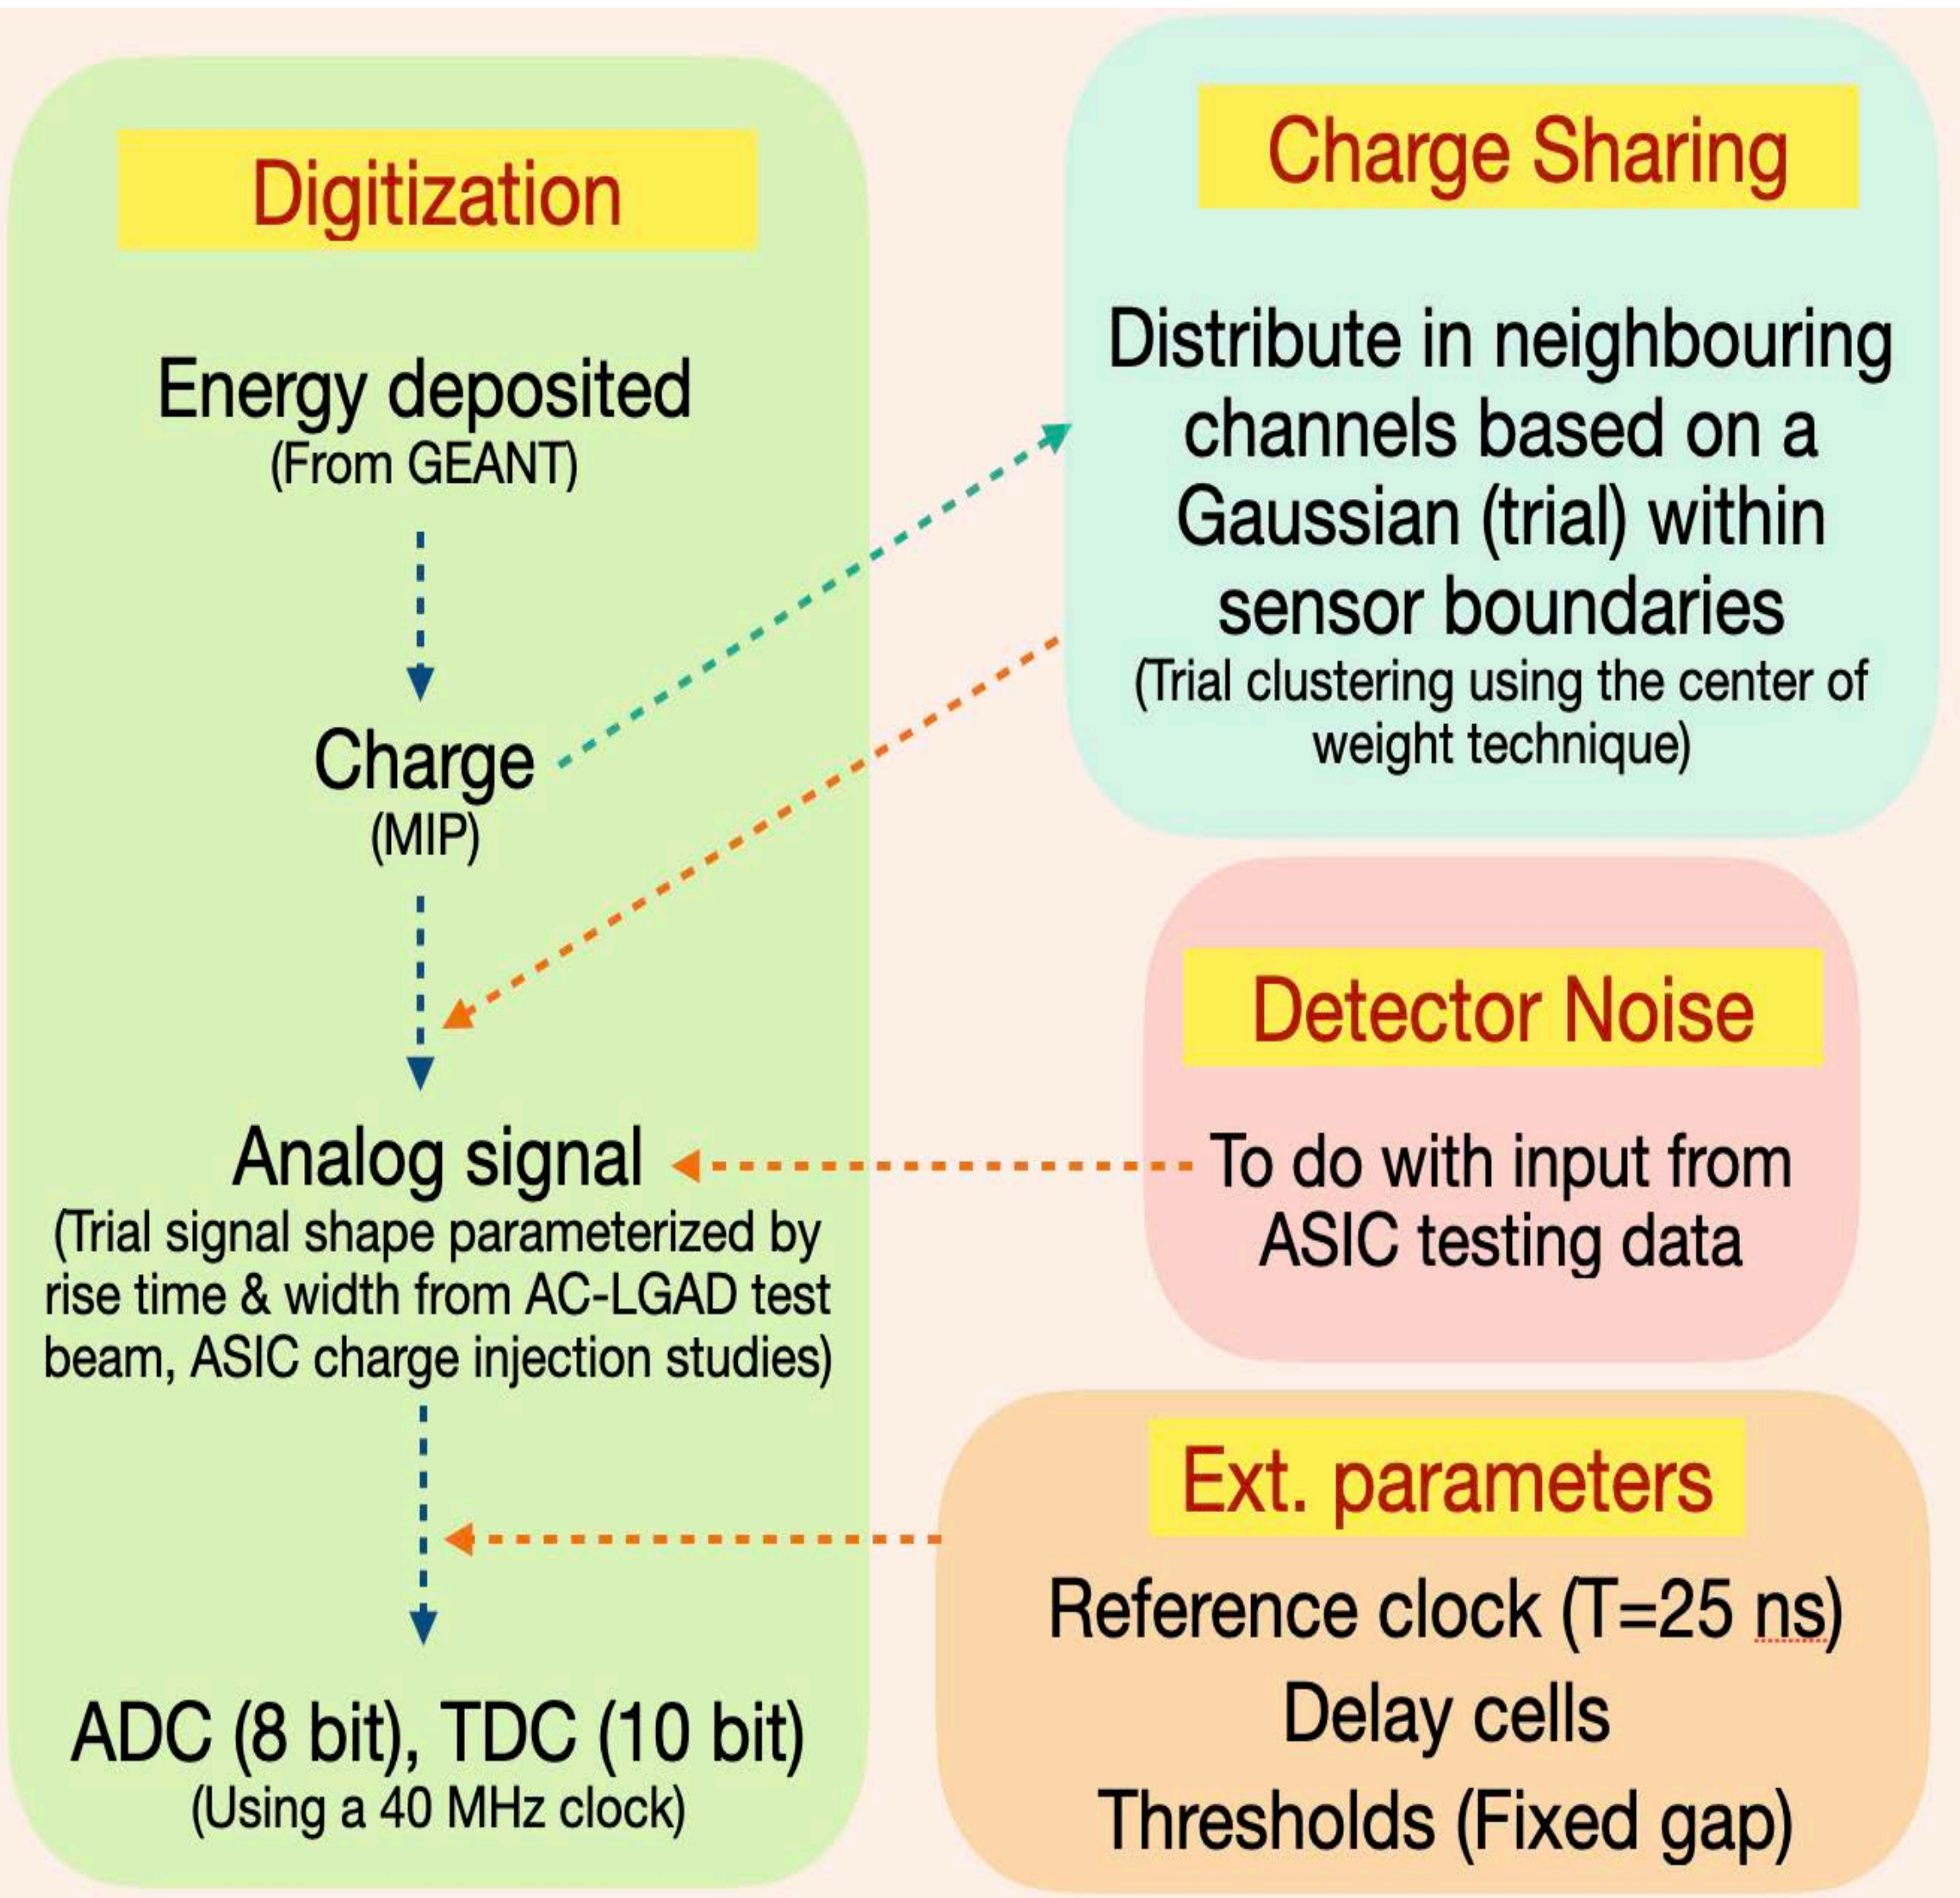 Digitization
Energy deposited
(From GEANT)
Charge
(MIP)
Analog signal
(Trial signal shape parameterized by
rise time & width from AC-LGAD test
beam, ASIC charge injection studies)
ADC (8 bit), TDC (10 bit)
(Using a 40 MHz clock)
Charge Sharing
Distribute in neighbouring
channels based on a
Gaussian (trial) within
sensor boundaries
(Trial clustering using the center of
weight technique)
Detector Noise
To do with input from
ASIC testing data
Ext. parameters
Reference clock (T=25 ns)
Delay cells
Thresholds (Fixed gap)